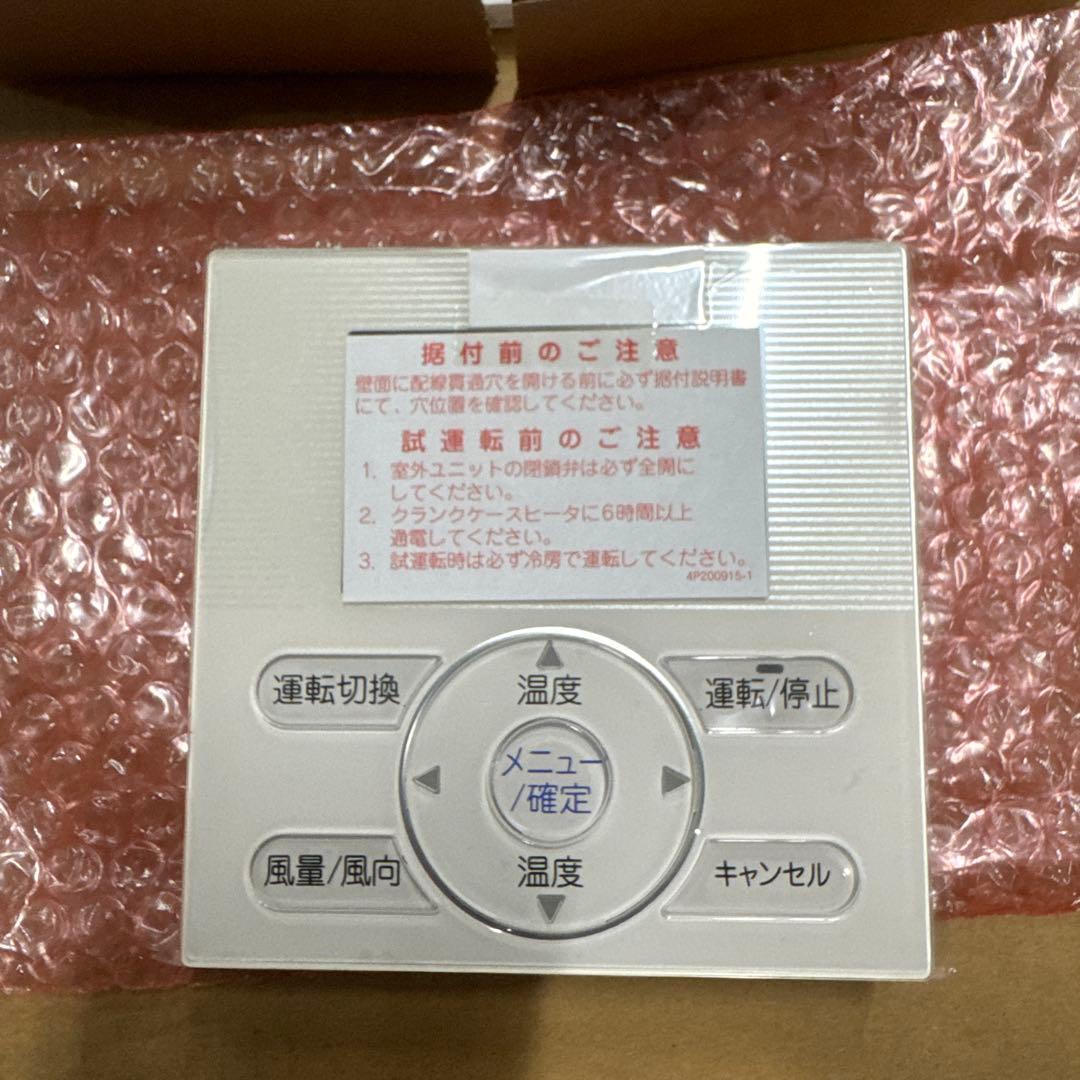 据付前のご注意
壁面に配線貫通穴を開ける前に必ず据付説明書
にて、穴位置を確認してください。
試運転前のご注意
1. 室外ユニットの閉鎖弁は必ず全開に
してください。
2. クランクケースヒータに6時間以上
通電してください。
3. 試運転時は必ず冷房で運転してください。
4P200915-1
運転切換
温度
運転/停止
メニュー
/確定
風量/風向
温度
キャンセル